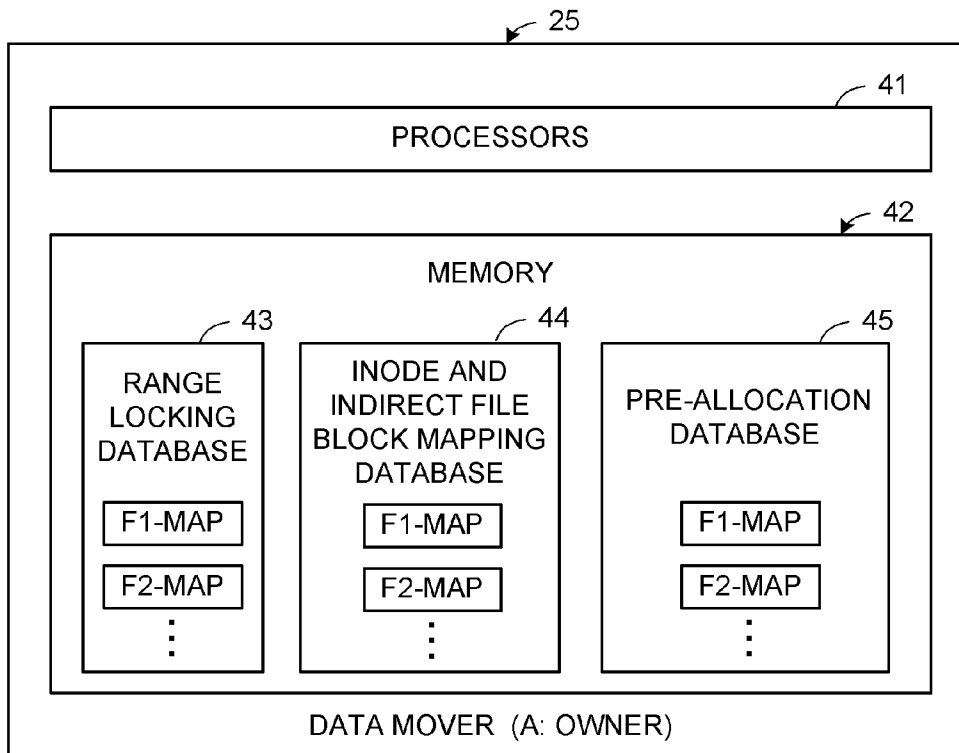 25
41
PROCESSORS
42
MEMORY
43
RANGE
LOCKING
DATABASE
F1-MAP
F2-MAP
44
INODE AND
INDIRECT FILE
BLOCK MAPPING
DATABASE
F1-MAP
F2-MAP
45
PRE-ALLOCATION
DATABASE
F1-MAP
F2-MAP
DATA MOVER (A: OWNER)